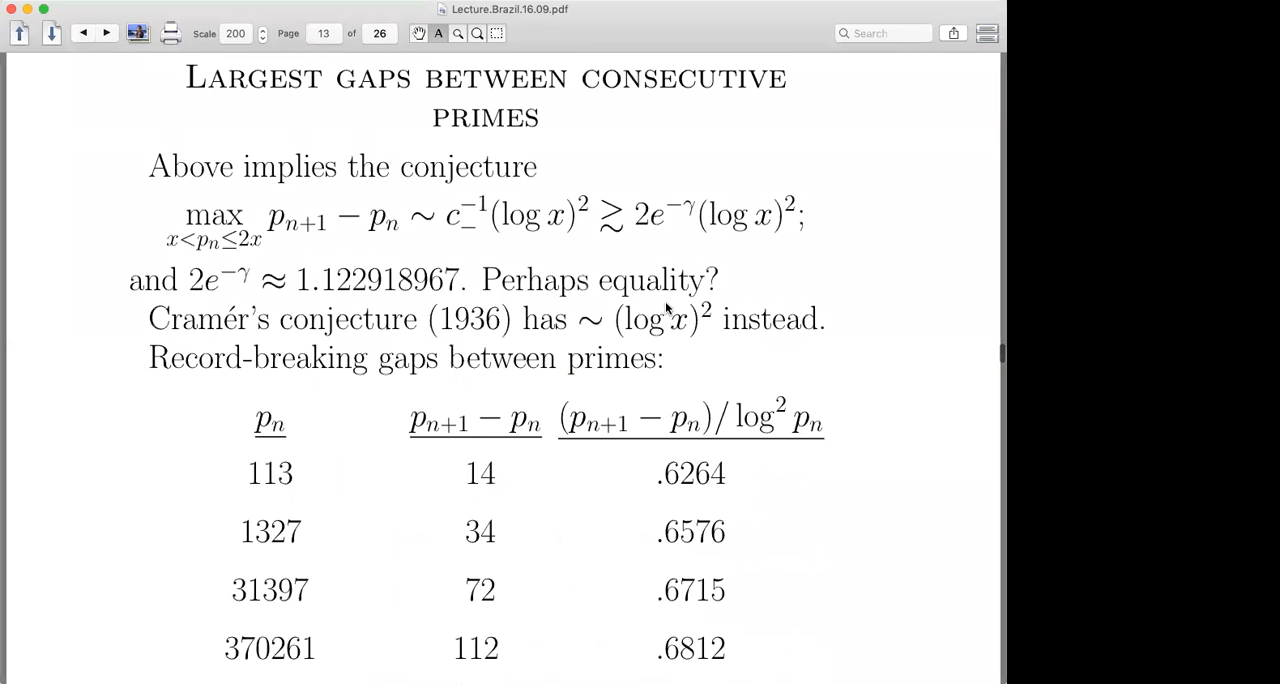 Lecture.Brazil.16.09.pdf
Scale 200 Page 13 of 26 A Search
Largest gaps between consecutive
primes
Above implies the conjecture
max p_{n+1} − p_n ∼ c_−^{−1}(log x)² ≳ 2e^{−γ}(log x)²;
x<p_n≤2x
and 2e^{−γ} ≈ 1.122918967. Perhaps equality?
Cramér's conjecture (1936) has ∼ (log x)² instead.
Record-breaking gaps between primes:
p_n p_{n+1} − p_n (p_{n+1} − p_n)/ log² p_n
113 14 .6264
1327 34 .6576
31397 72 .6715
370261 112 .6812